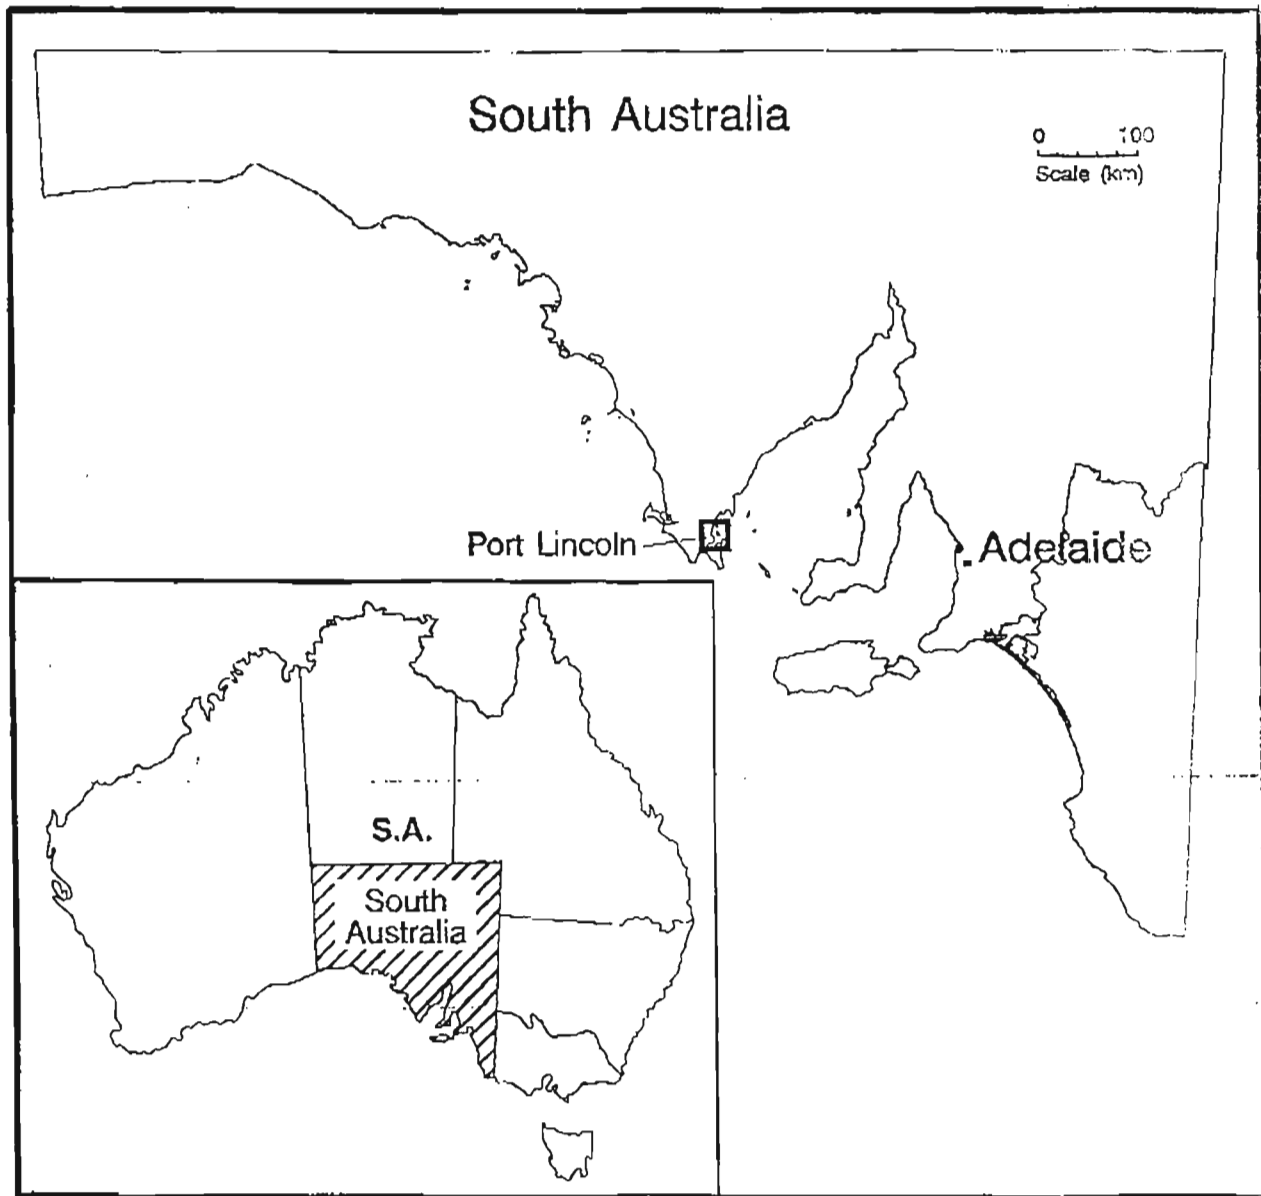 South Australia
0 100
Scale (km)
Port Lincoln
Adelaide
S.A.
South
Australia